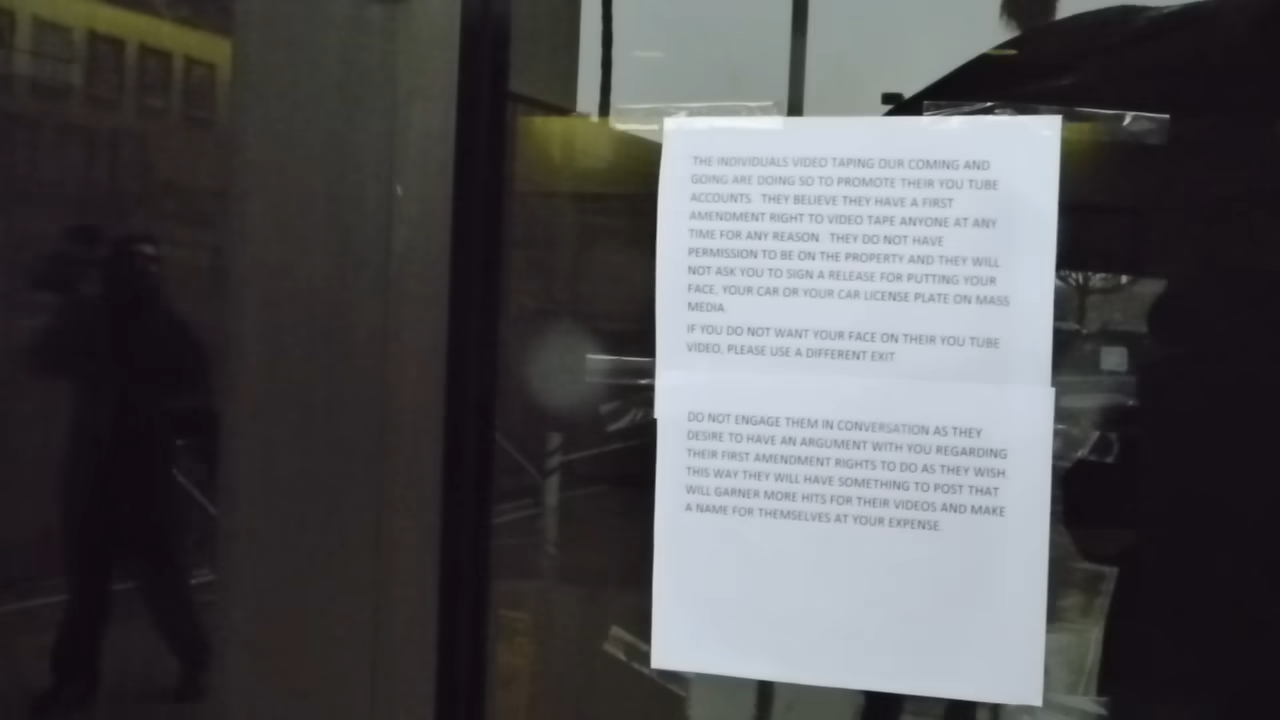 THE INDIVIDUALS VIDEO TAPING OUR COMING AND
GOING ARE DOING SO TO PROMOTE THEIR YOU TUBE
ACCOUNTS. THEY BELIEVE THEY HAVE A FIRST
AMENDMENT RIGHT TO VIDEO TAPE ANYONE AT ANY
TIME FOR ANY REASON. THEY DO NOT HAVE
PERMISSION TO BE ON THE PROPERTY AND THEY WILL
NOT ASK YOU TO SIGN A RELEASE FOR PUTTING YOUR
FACE, YOUR CAR OR YOUR CAR LICENSE PLATE ON MASS
MEDIA.
IF YOU DO NOT WANT YOUR FACE ON THEIR YOU TUBE
VIDEO, PLEASE USE A DIFFERENT EXIT
DO NOT ENGAGE THEM IN CONVERSATION AS THEY
DESIRE TO HAVE AN ARGUMENT WITH YOU REGARDING
THEIR FIRST AMENDMENT RIGHTS TO DO AS THEY WISH.
THIS WAY THEY WILL HAVE SOMETHING TO POST THAT
WILL GARNER MORE HITS FOR THEIR VIDEOS AND MAKE
A NAME FOR THEMSELVES AT YOUR EXPENSE.